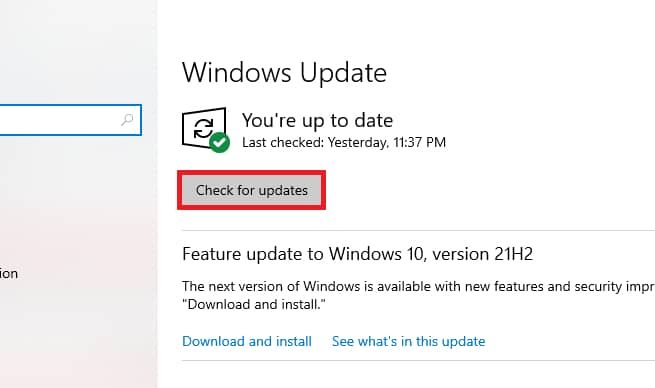 Windows Update
You're up to date
Last checked: Yesterday, 11:37 PM
Check for updates
ion
Feature update to Windows 10, version 21H2
The next version of Windows is available with new features and security impr
"Download and install."
Download and install See what's in this update